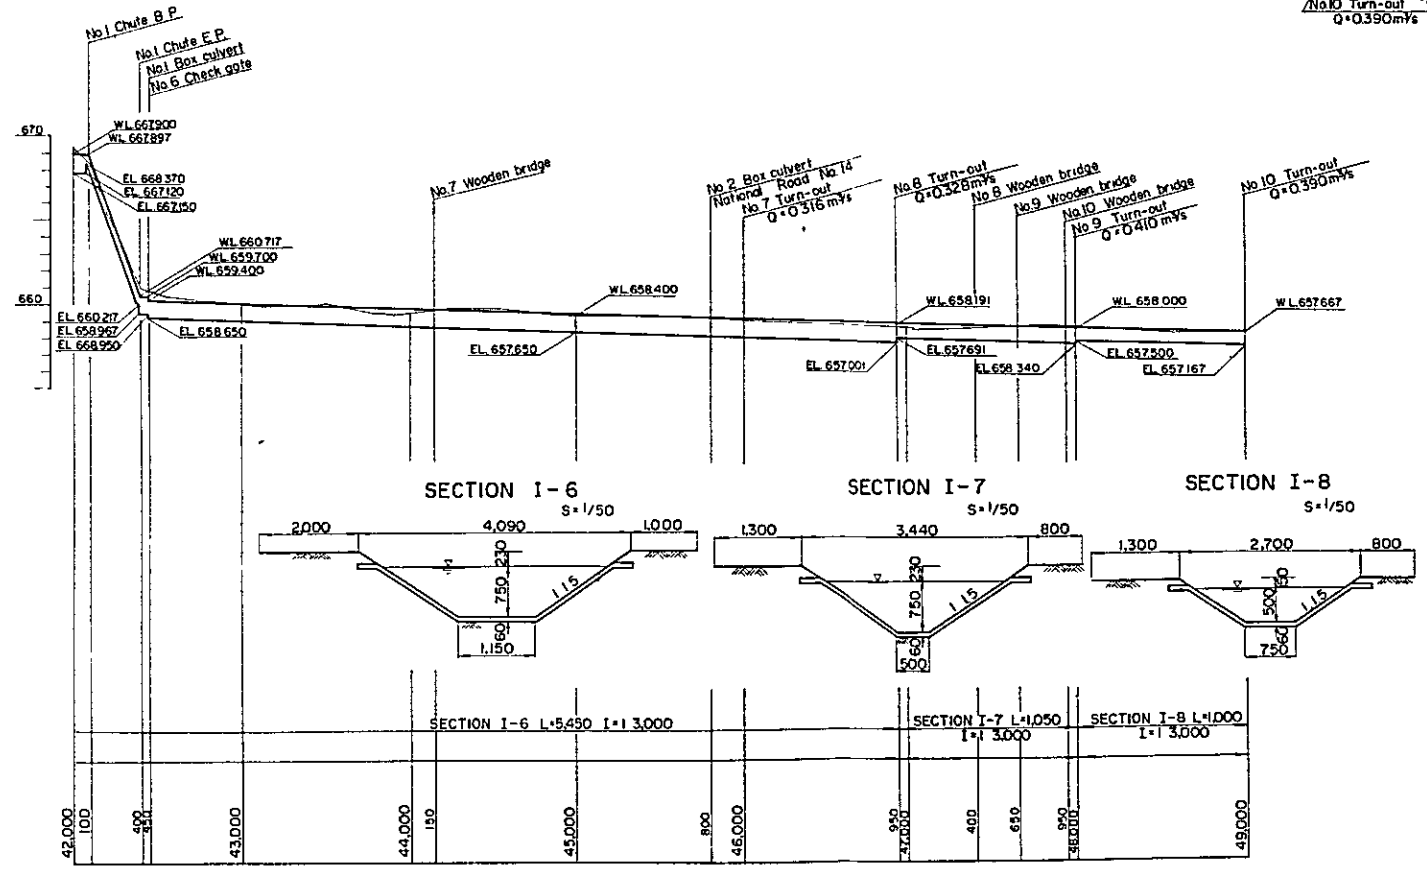 No.10 Turn-out
Q=0.390m³/s
No.1 Chute B.P.
No.1 Chute E.P.
No.1 Box culvert
No.6 Check gate
670
WL.667.900
WL.667.897
EL.668.370
EL.667.120
EL.667.150
No.7 Wooden bridge
No.2 Box culvert
National Road No.14
No.7 Turn-out
Q=0.316m³/s
No.8 Turn-out
Q=0.328m³/s
No.8 Wooden bridge
No.9 Wooden bridge
No.10 Wooden bridge
No.9 Turn-out
Q=0.410m³/s
No.10 Turn-out
Q=0.390m³/s
WL.660.717
WL.659.700
WL.659.400
660
WL.658.400
WL.658.191
WL.658.000
WL.657.667
EL.660.217
EL.658.967
EL.668.950
EL.658.650
EL.657.650
EL.657.001
EL.657.691
EL.658.340
EL.657.500
EL.657.167
SECTION I-6
S=1/50
2,000 4,090 1,000
230
750
60
1:1.5
1,150
SECTION I-7
S=1/50
1,300 3,440 800
230
750
60
1:1.5
500
SECTION I-8
S=1/50
1,300 2,700 800
500
60
1:1.5
750
SECTION I-6 L=5,450 I=1:3,000
SECTION I-7 L=1,050
I=1:3,000
SECTION I-8 L=1,000
I=1:3,000
42,000 100 400 450 43,000 44,000 150 45,000 800 46,000 950 47,000 400 650 950 48,000 49,000